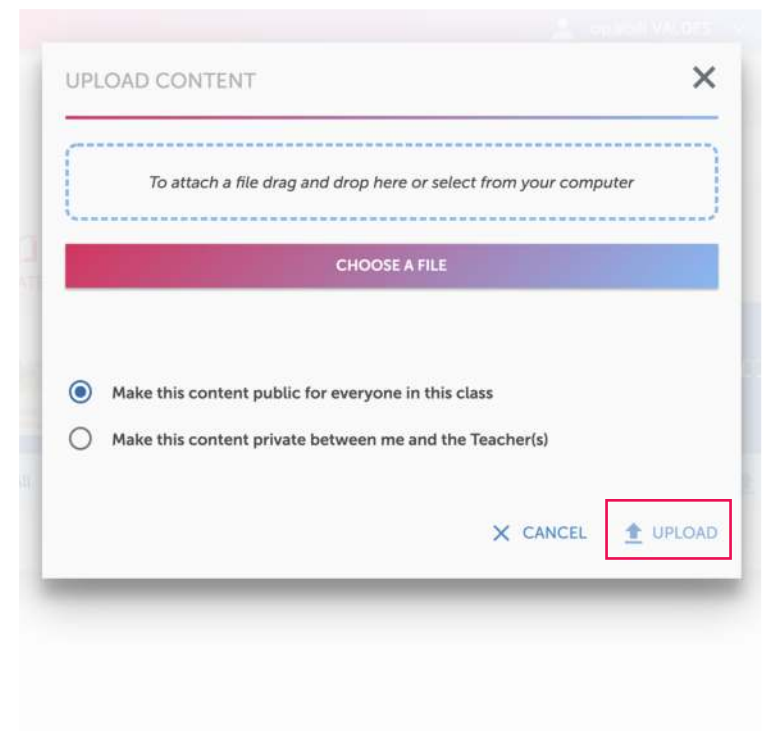 UPLOAD CONTENT
To attach a file drag and drop here or select from your computer
CHOOSE A FILE
Make this content public for everyone in this class
Make this content private between me and the Teacher(s)
CANCEL UPLOAD